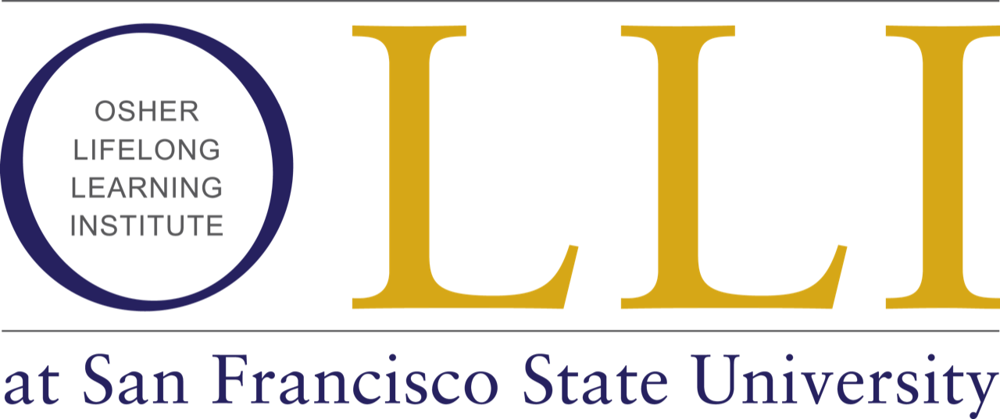 OLLI
OSHER
LIFELONG
LEARNING
INSTITUTE
at San Francisco State University